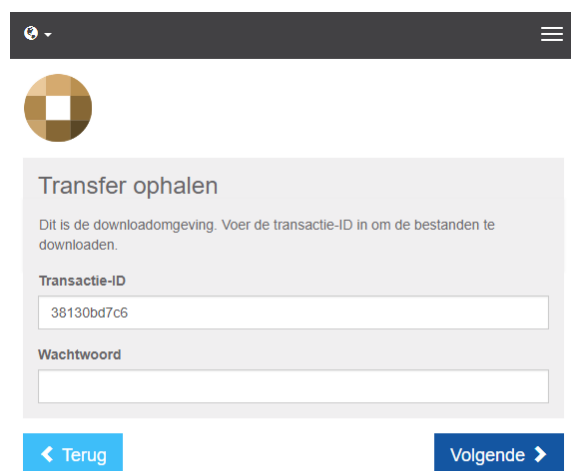 Transfer ophalen
Dit is de downloadomgeving. Voer de transactie-ID in om de bestanden te
downloaden.
Transactie-ID
38130bd7c6
Wachtwoord
Terug
Volgende